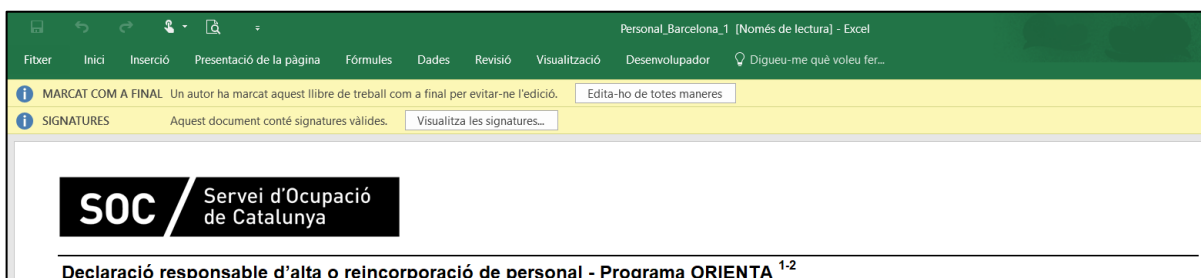 Personal_Barcelona_1 [Només de lectura] - Excel
Fitxer Inici Inserció Presentació de la pàgina Fórmules Dades Revisió Visualització Desenvolupador Digueu-me què voleu fer...
MARCAT COM A FINAL Un autor ha marcat aquest llibre de treball com a final per evitar-ne l'edició. Edita-ho de totes maneres
SIGNATURES Aquest document conté signatures vàlides. Visualitza les signatures...
SOC / Servei d'Ocupació
de Catalunya
Declaració responsable d'alta o reincorporació de personal - Programa ORIENTA 1-2